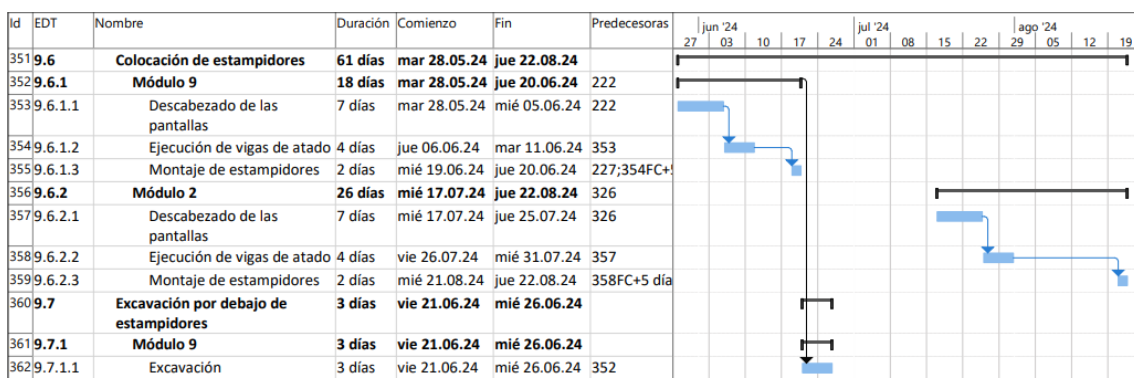 Id EDT Nombre Duración Comienzo Fin Predecesoras jun '24 jul '24 ago '24
27 03 10 17 24 01 08 15 22 29 05 12 19
351 9.6 Colocación de estampidores 61 días mar 28.05.24 jue 22.08.24
352 9.6.1 Módulo 9 18 días mar 28.05.24 jue 20.06.24 222
353 9.6.1.1 Descabezado de las 7 días mar 28.05.24 mié 05.06.24 222
pantallas
354 9.6.1.2 Ejecución de vigas de atado 4 días jue 06.06.24 mar 11.06.24 353
355 9.6.1.3 Montaje de estampidores 2 días mié 19.06.24 jue 20.06.24 227;354FC+5
356 9.6.2 Módulo 2 26 días mié 17.07.24 jue 22.08.24 326
357 9.6.2.1 Descabezado de las 7 días mié 17.07.24 jue 25.07.24 326
pantallas
358 9.6.2.2 Ejecución de vigas de atado 4 días vie 26.07.24 mié 31.07.24 357
359 9.6.2.3 Montaje de estampidores 2 días mié 21.08.24 jue 22.08.24 358FC+5 día
360 9.7 Excavación por debajo de 3 días vie 21.06.24 mié 26.06.24
estampidores
361 9.7.1 Módulo 9 3 días vie 21.06.24 mié 26.06.24
362 9.7.1.1 Excavación 3 días vie 21.06.24 mié 26.06.24 352